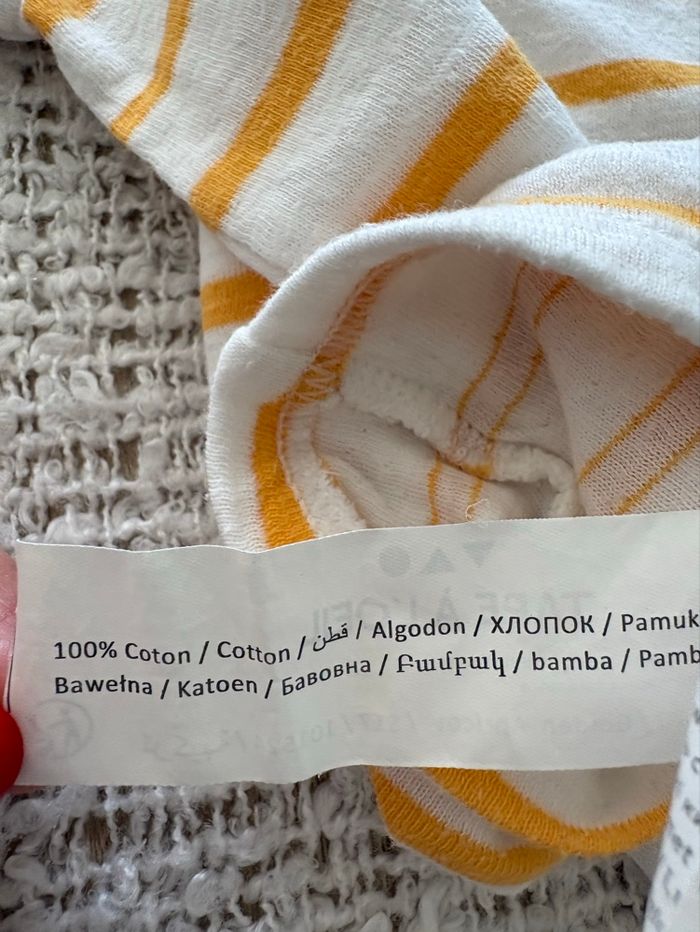 100% Coton / Cotton / قطن / Algodon / ХЛОПОК / Pamuk
Bawełna / Katoen / Бавовна / Բամբակ / bamba / Pamb